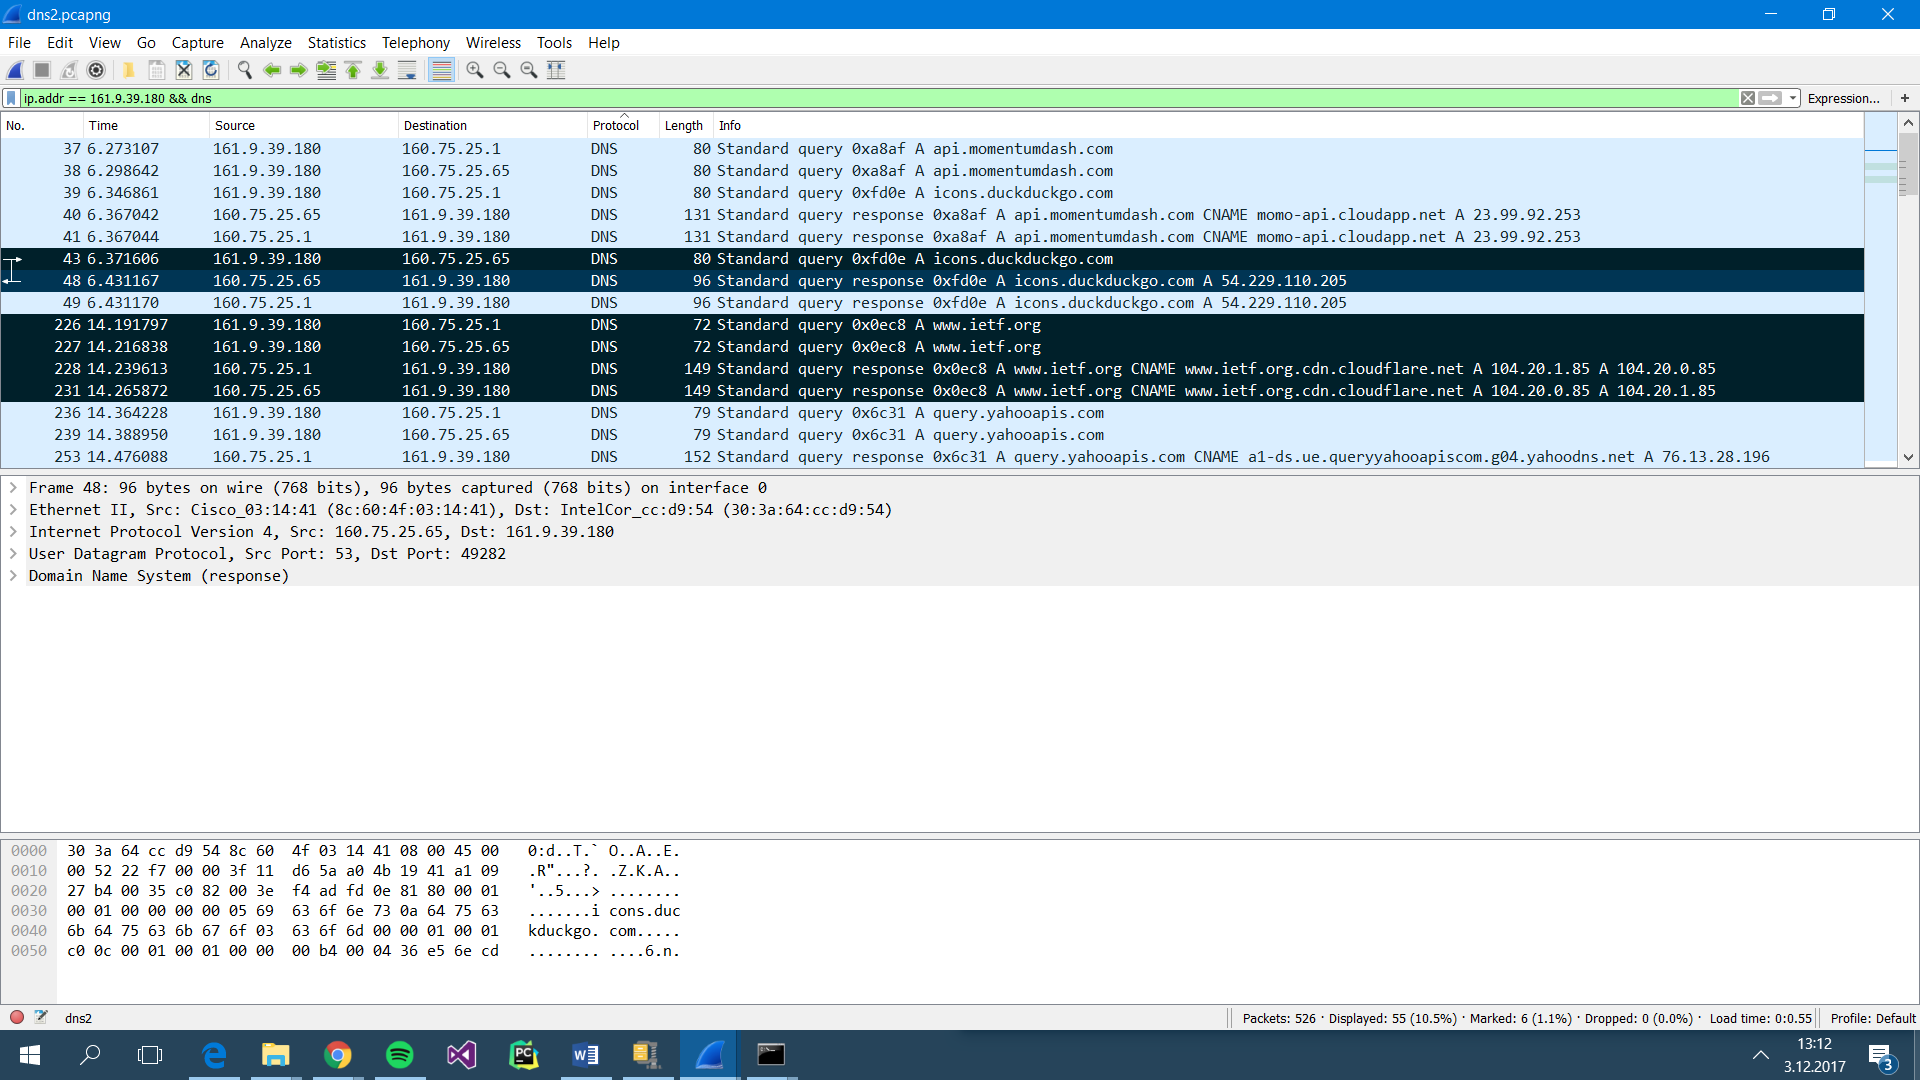 dns2.pcapng
File Edit View Go Capture Analyze Statistics Telephony Wireless Tools Help
ip.addr == 161.9.39.180 && dns Expression... +
No. Time Source Destination Protocol Length Info
37 6.273107 161.9.39.180 160.75.25.1 DNS 80 Standard query 0xa8af A api.momentumdash.com
38 6.298642 161.9.39.180 160.75.25.65 DNS 80 Standard query 0xa8af A api.momentumdash.com
39 6.346861 161.9.39.180 160.75.25.1 DNS 80 Standard query 0xfd0e A icons.duckduckgo.com
40 6.367042 160.75.25.65 161.9.39.180 DNS 131 Standard query response 0xa8af A api.momentumdash.com CNAME momo-api.cloudapp.net A 23.99.92.253
41 6.367044 160.75.25.1 161.9.39.180 DNS 131 Standard query response 0xa8af A api.momentumdash.com CNAME momo-api.cloudapp.net A 23.99.92.253
43 6.371606 161.9.39.180 160.75.25.65 DNS 80 Standard query 0xfd0e A icons.duckduckgo.com
48 6.431167 160.75.25.65 161.9.39.180 DNS 96 Standard query response 0xfd0e A icons.duckduckgo.com A 54.229.110.205
49 6.431170 160.75.25.1 161.9.39.180 DNS 96 Standard query response 0xfd0e A icons.duckduckgo.com A 54.229.110.205
226 14.191797 161.9.39.180 160.75.25.1 DNS 72 Standard query 0x0ec8 A www.ietf.org
227 14.216838 161.9.39.180 160.75.25.65 DNS 72 Standard query 0x0ec8 A www.ietf.org
228 14.239613 160.75.25.1 161.9.39.180 DNS 149 Standard query response 0x0ec8 A www.ietf.org CNAME www.ietf.org.cdn.cloudflare.net A 104.20.1.85 A 104.20.0.85
231 14.265872 160.75.25.65 161.9.39.180 DNS 149 Standard query response 0x0ec8 A www.ietf.org CNAME www.ietf.org.cdn.cloudflare.net A 104.20.0.85 A 104.20.1.85
236 14.364228 161.9.39.180 160.75.25.1 DNS 79 Standard query 0x6c31 A query.yahooapis.com
239 14.388950 161.9.39.180 160.75.25.65 DNS 79 Standard query 0x6c31 A query.yahooapis.com
253 14.476088 160.75.25.1 161.9.39.180 DNS 152 Standard query response 0x6c31 A query.yahooapis.com CNAME a1-ds.ue.queryyahooapiscom.g04.yahoodns.net A 76.13.28.196
Frame 48: 96 bytes on wire (768 bits), 96 bytes captured (768 bits) on interface 0
Ethernet II, Src: Cisco_03:14:41 (8c:60:4f:03:14:41), Dst: IntelCor_cc:d9:54 (30:3a:64:cc:d9:54)
Internet Protocol Version 4, Src: 160.75.25.65, Dst: 161.9.39.180
User Datagram Protocol, Src Port: 53, Dst Port: 49282
Domain Name System (response)
0000 30 3a 64 cc d9 54 8c 60 4f 03 14 41 08 00 45 00 0:d..T.` O..A..E.
0010 00 52 22 f7 00 00 3f 11 d6 5a a0 4b 19 41 a1 09 .R"...?. .Z.K.A..
0020 27 b4 00 35 c0 82 00 3e f4 ad fd 0e 81 80 00 01 '..5...> ........
0030 00 01 00 00 00 00 05 69 63 6f 6e 73 0a 64 75 63 .......i cons.duc
0040 6b 64 75 63 6b 67 6f 03 63 6f 6d 00 00 01 00 01 kduckgo. com.....
0050 c0 0c 00 01 00 01 00 00 00 b4 00 04 36 e5 6e cd ........ ....6.n.
dns2 Packets: 526 · Displayed: 55 (10.5%) · Marked: 6 (1.1%) · Dropped: 0 (0.0%) · Load time: 0:0.55 Profile: Default
PC W
13:12
3.12.2017
3